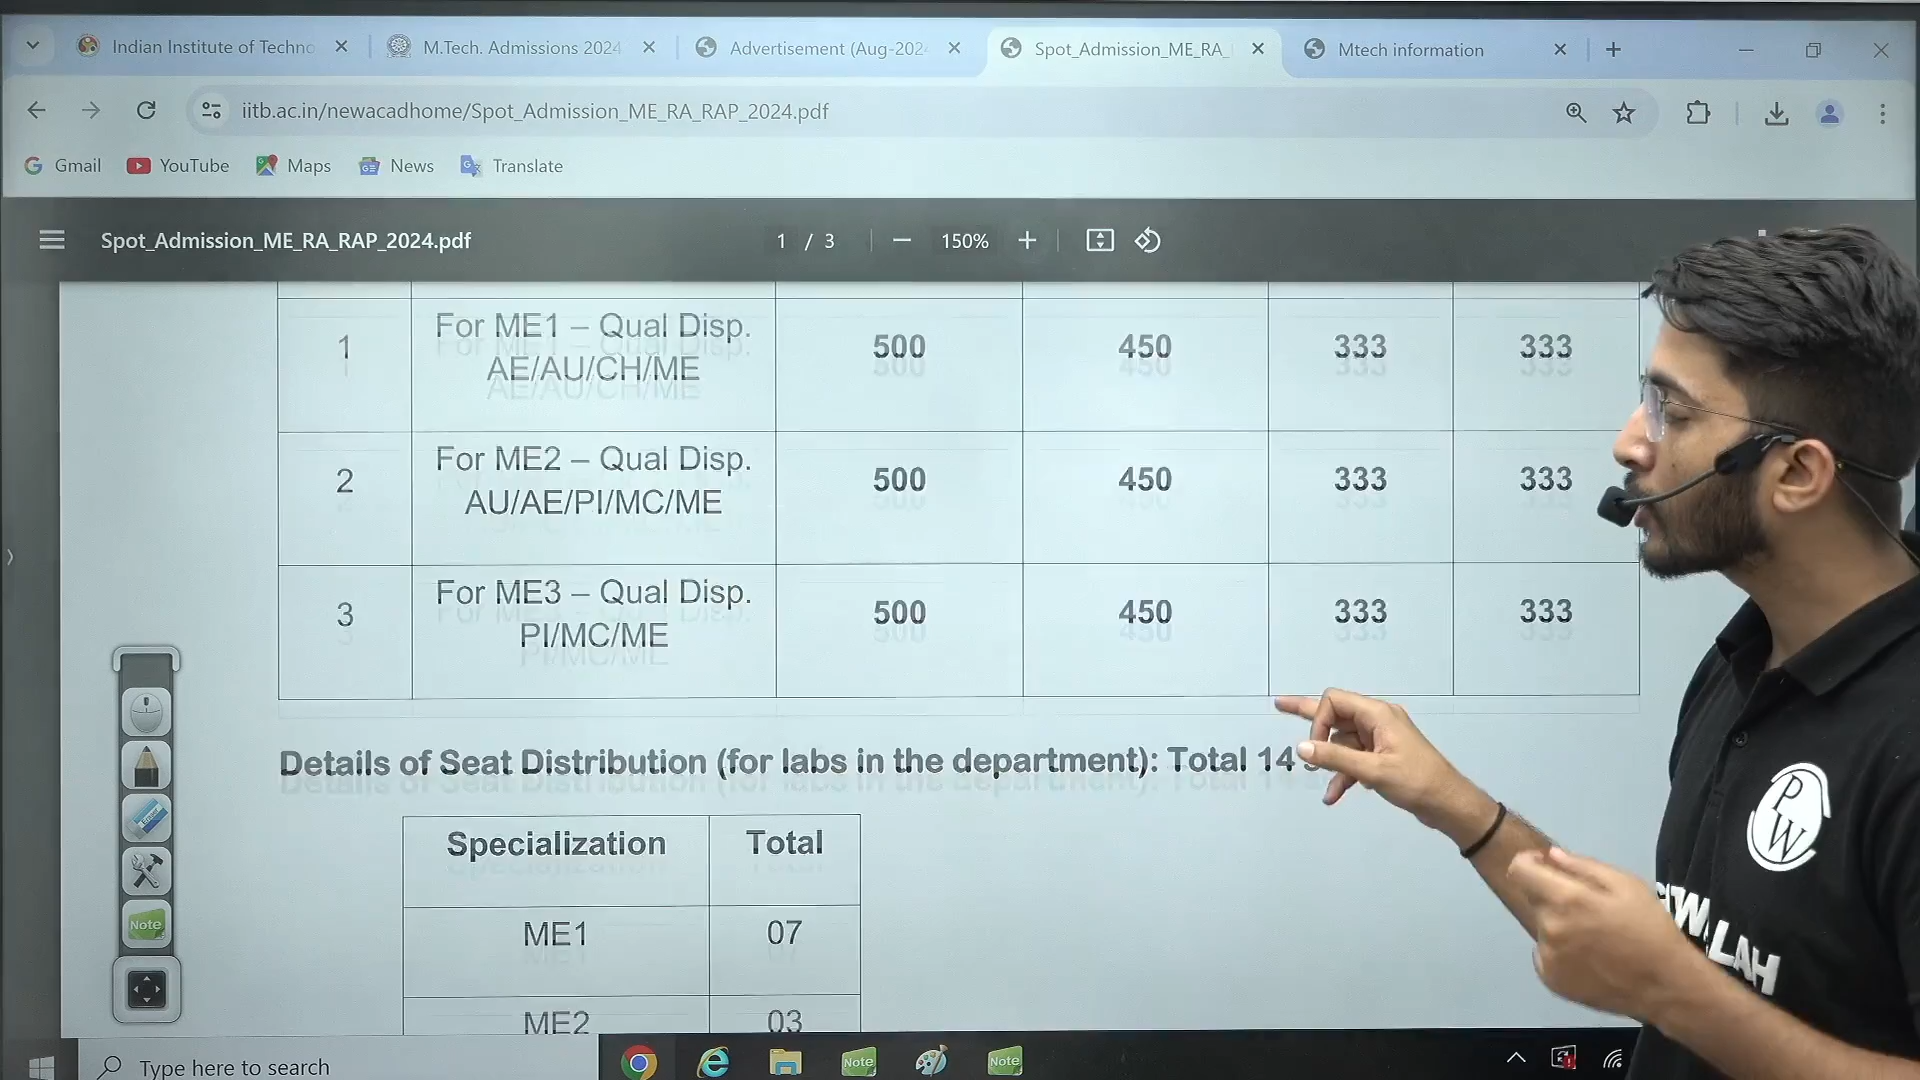 Indian Institute of Techno
M.Tech. Admissions 2024
Advertisement (Aug-202
Spot_Admission_ME_RA_
Mtech information
iitb.ac.in/newacadhome/Spot_Admission_ME_RA_RAP_2024.pdf
Gmail
YouTube
Maps
News
Translate
Spot_Admission_ME_RA_RAP_2024.pdf
1 / 3
150%
1
For ME1 – Qual Disp.
AE/AU/CH/ME
500
450
333
333
2
For ME2 – Qual Disp.
AU/AE/PI/MC/ME
500
450
333
333
3
For ME3 – Qual Disp.
PI/MC/ME
500
450
333
333
Details of Seat Distribution (for labs in the department): Total 14
Specialization Total
ME1 07
ME2 03
Note
Type here to search
Note
Note
PW